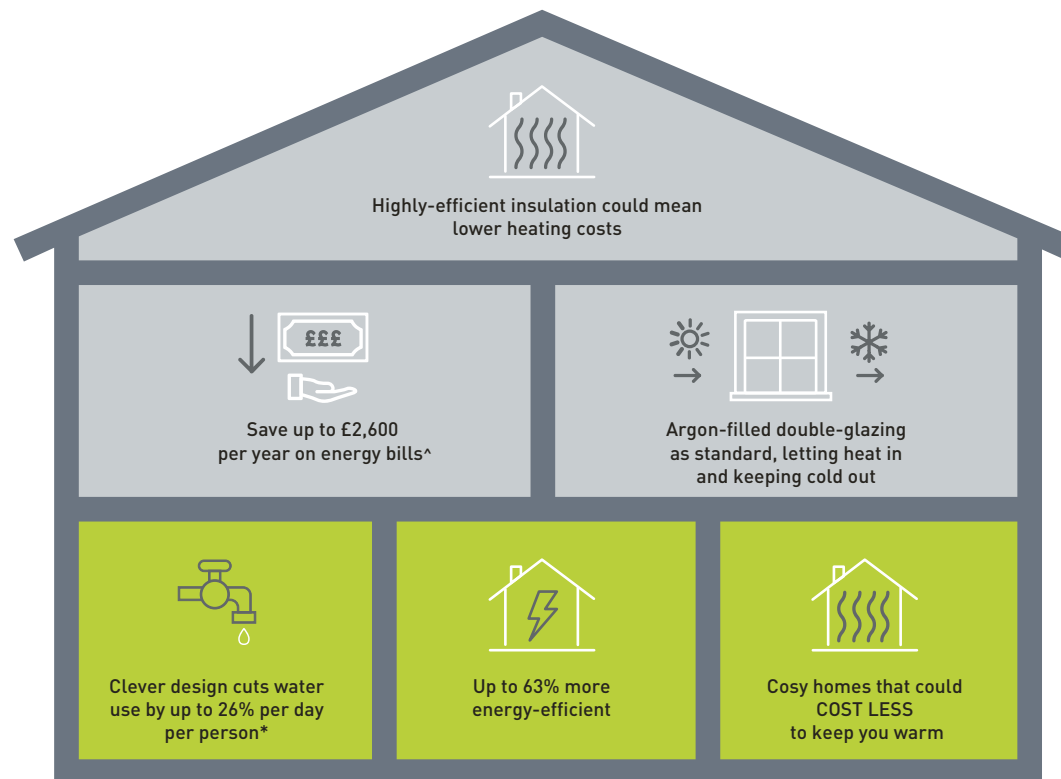 Highly-efficient insulation could mean
lower heating costs
£££
Save up to £2,600
per year on energy bills^
Argon-filled double-glazing
as standard, letting heat in
and keeping cold out
Clever design cuts water
use by up to 26% per day
per person*
Up to 63% more
energy-efficient
Cosy homes that could
COST LESS
to keep you warm